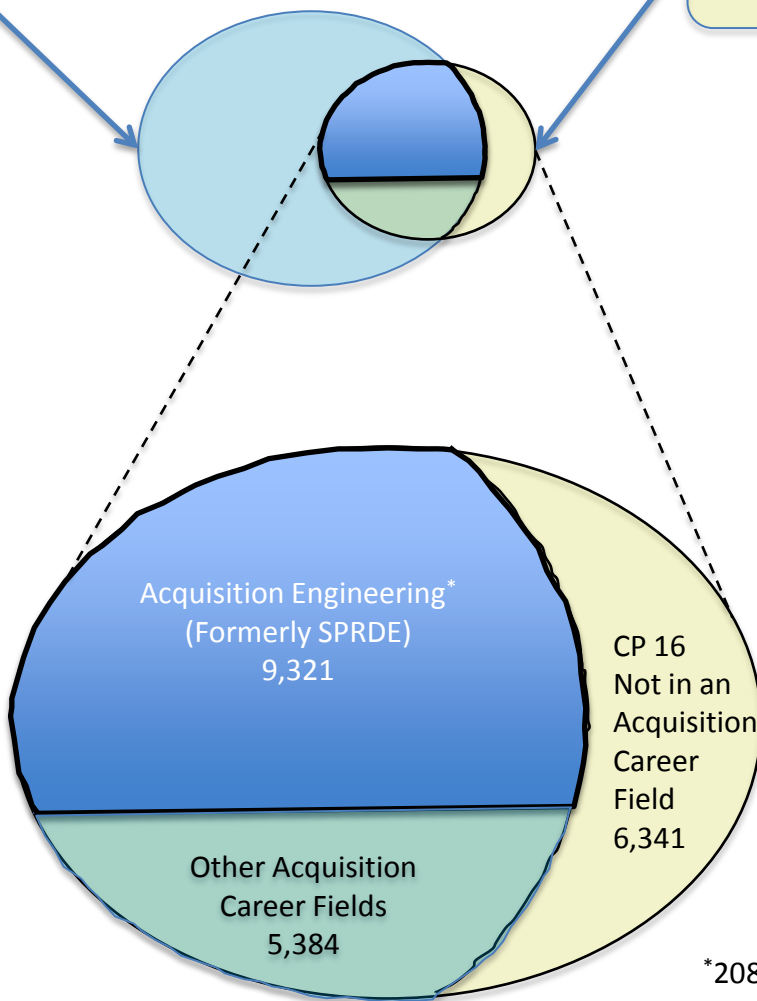 Acquisition Engineering*
(Formerly SPRDE)
9,321
CP 16
Not in an
Acquisition
Career
Field
6,341
Other Acquisition
Career Fields
5,384
*208